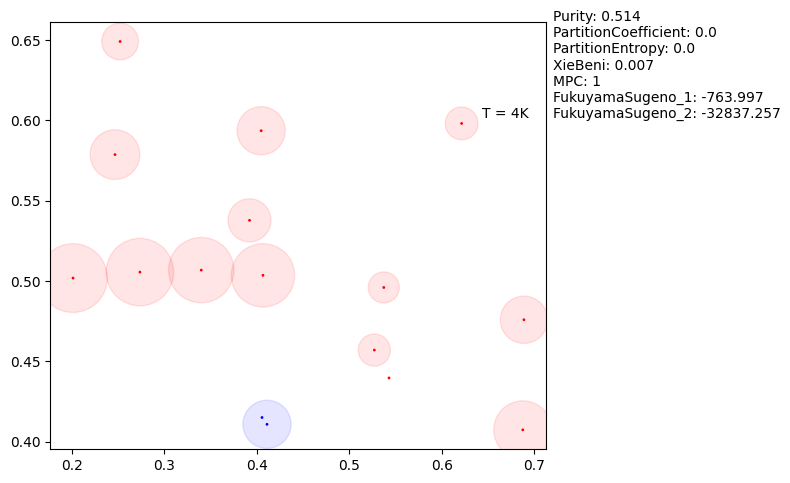 Purity: 0.514
PartitionCoefficient: 0.0
PartitionEntropy: 0.0
XieBeni: 0.007
MPC: 1
FukuyamaSugeno_1: -763.997
FukuyamaSugeno_2: -32837.257
T = 4K
0.65
0.60
0.55
0.50
0.45
0.40
0.2
0.3
0.4
0.5
0.6
0.7